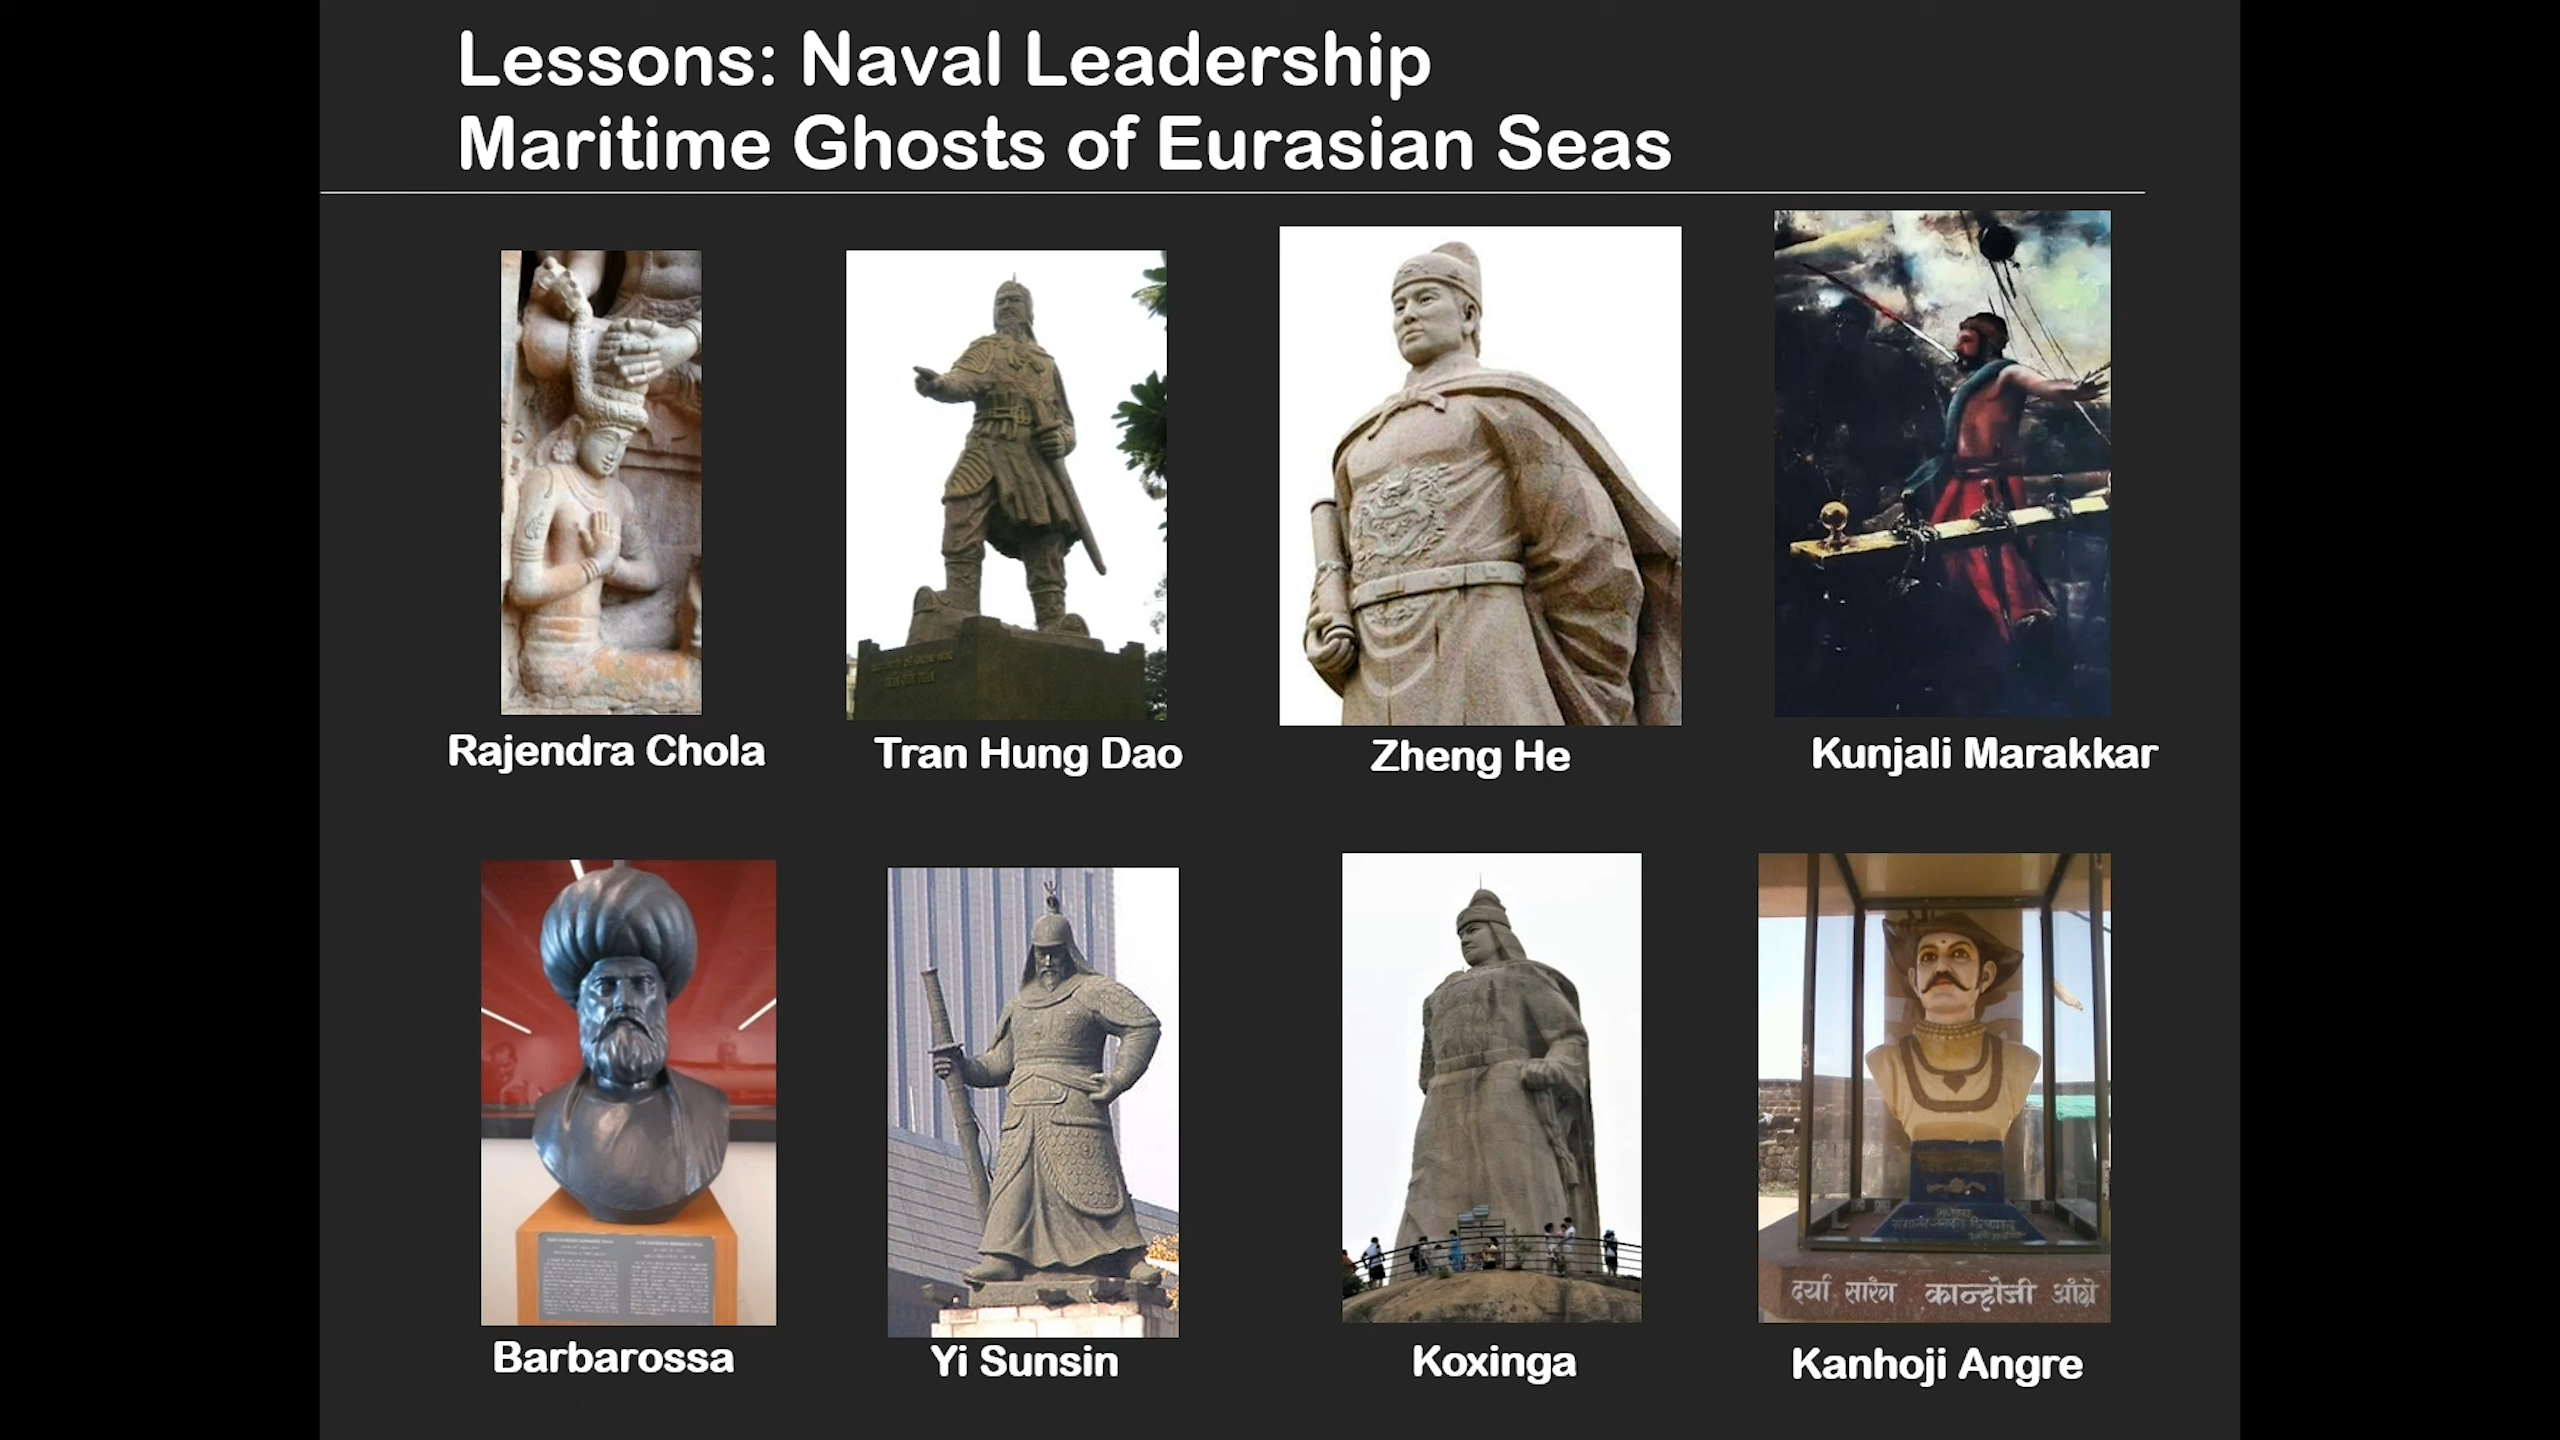 Lessons: Naval Leadership
Maritime Ghosts of Eurasian Seas
Rajendra Chola
Tran Hung Dao
Zheng He
Kunjali Marakkar
दर्या सारंग कान्होजी आंग्रे
Barbarossa
Yi Sunsin
Koxinga
Kanhoji Angre